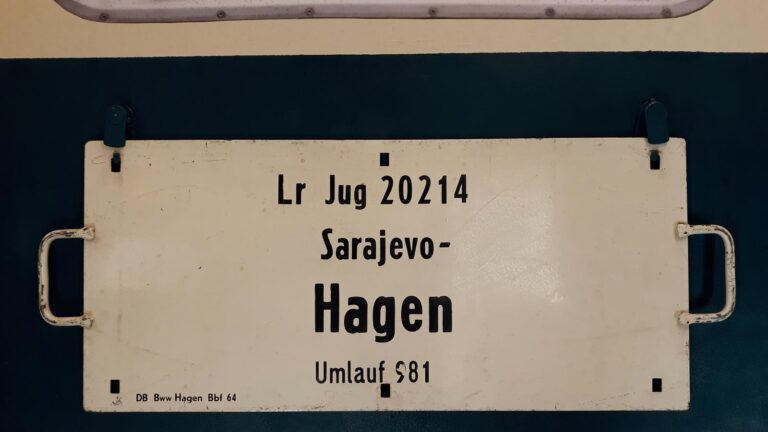 Lr Jug 20214
Sarajevo-
Hagen
Umlauf 981
DB Bww Hagen Bbf 64